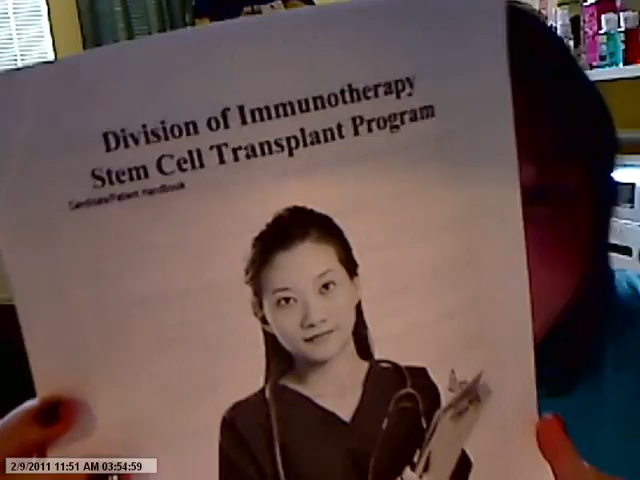 Division of Immunotherapy
Stem Cell Transplant Program
Candidate/Patient Handbook
2/9/2011 11:51 AM 03:54:59